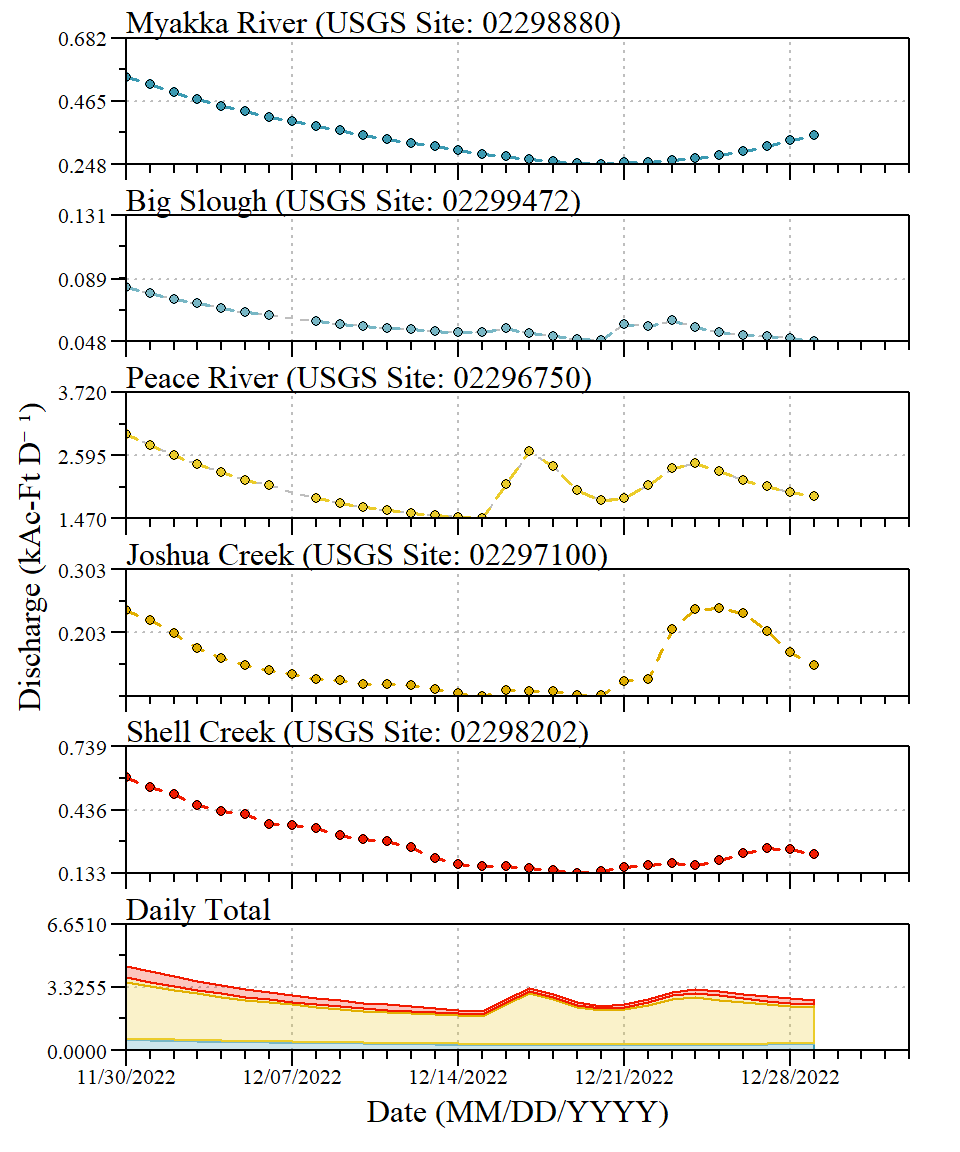 Myakka River (USGS Site: 02298880)
0.682
0.465
0.248
Big Slough (USGS Site: 02299472)
0.131
0.089
0.048
Peace River (USGS Site: 02296750)
3.720
2.595
1.470
Joshua Creek (USGS Site: 02297100)
0.303
0.203
Shell Creek (USGS Site: 02298202)
0.739
0.436
0.133
Daily Total
6.6510
3.3255
0.0000
11/30/2022 12/07/2022 12/14/2022 12/21/2022 12/28/2022
Date (MM/DD/YYYY)
Discharge (kAc-Ft D⁻¹)